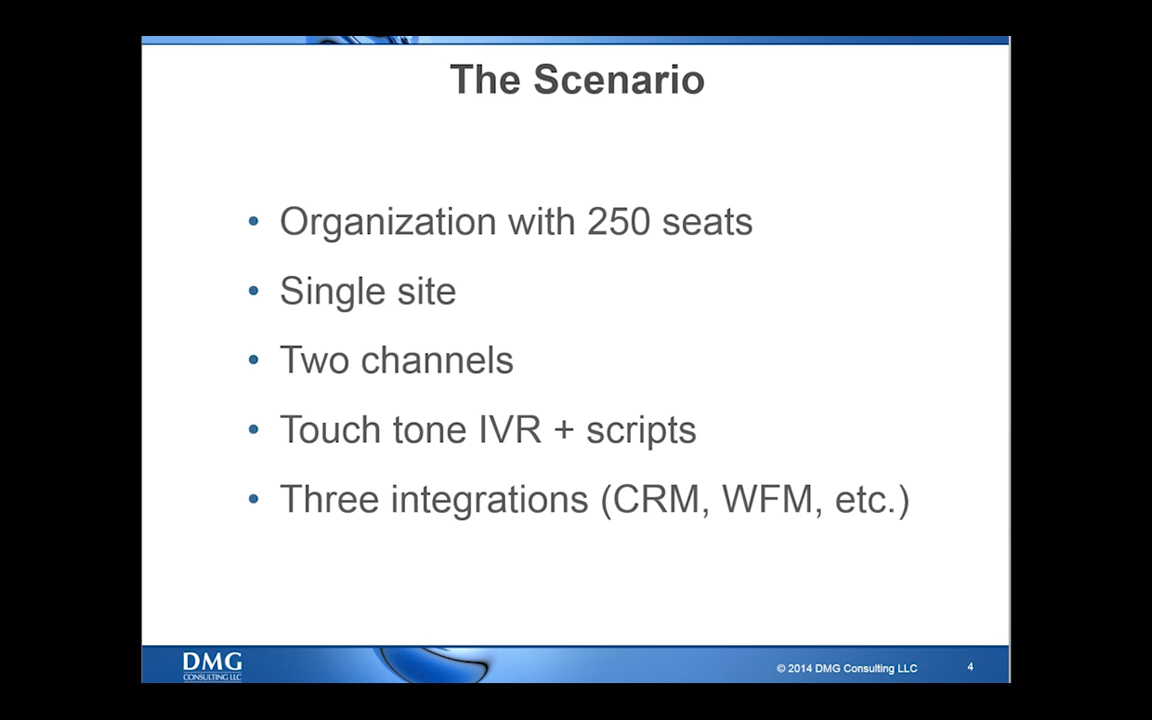 The Scenario
• Organization with 250 seats
• Single site
• Two channels
• Touch tone IVR + scripts
• Three integrations (CRM, WFM, etc.)
DMG
CONSULTING LLC
© 2014 DMG Consulting LLC
4